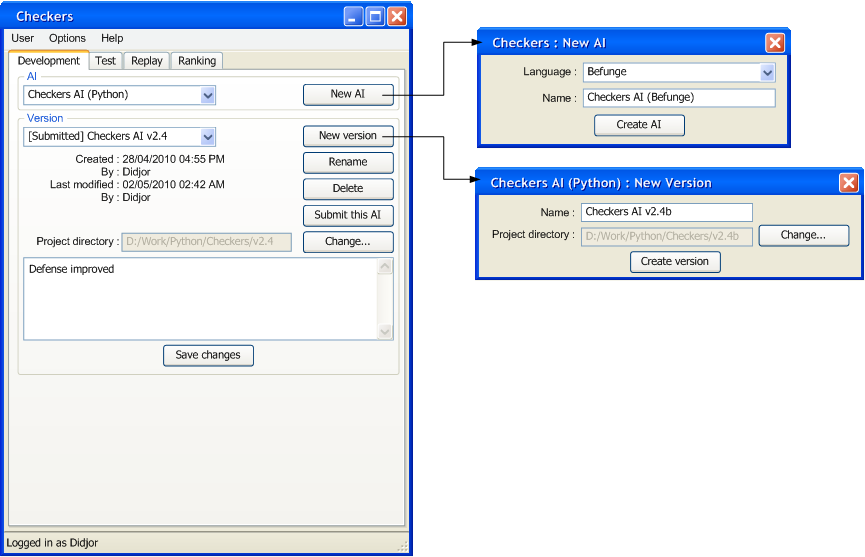 Checkers
User Options Help
Development Test Replay Ranking
AI
Checkers AI (Python) New AI
Version
[Submitted] Checkers AI v2.4 New version
Created : 28/04/2010 04:55 PM
By : Didjor
Last modified : 02/05/2010 02:42 AM
By : Didjor
Rename
Delete
Submit this AI
Project directory : D:/Work/Python/Checkers/v2.4 Change...
Defense improved
Save changes
Logged in as Didjor
Checkers : New AI
Language : Befunge
Name : Checkers AI (Befunge)
Create AI
Checkers AI (Python) : New Version
Name : Checkers AI v2.4b
Project directory : D:/Work/Python/Checkers/v2.4b Change...
Create version